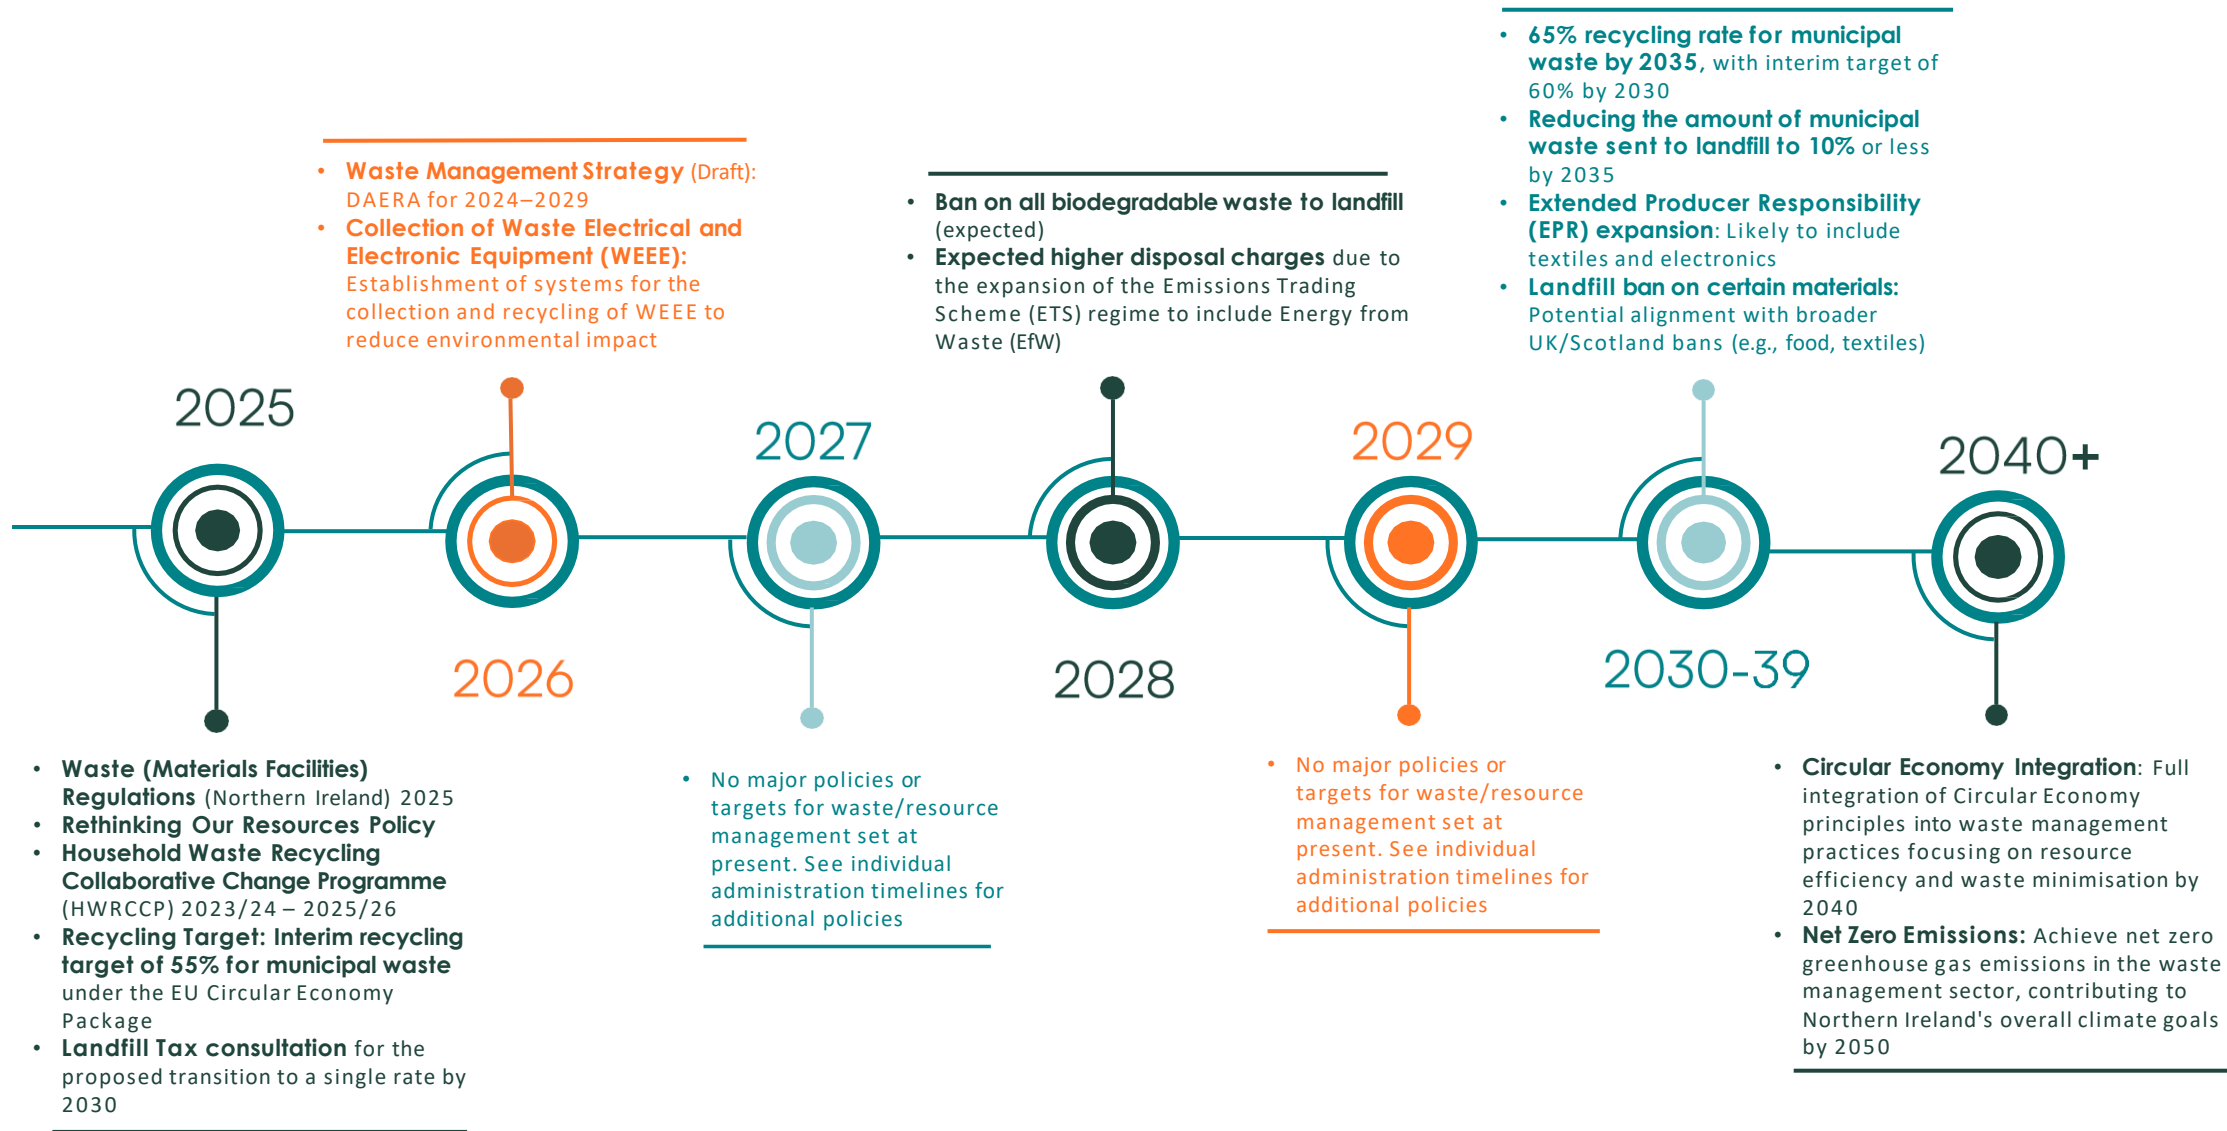 2025
• Waste (Materials Facilities)
Regulations (Northern Ireland) 2025
• Rethinking Our Resources Policy
• Household Waste Recycling
Collaborative Change Programme
(HWRCCP) 2023/24 – 2025/26
• Recycling Target: Interim recycling
target of 55% for municipal waste
under the EU Circular Economy
Package
• Landfill Tax consultation for the
proposed transition to a single rate by
2030
• Waste Management Strategy (Draft):
DAERA for 2024–2029
• Collection of Waste Electrical and
Electronic Equipment (WEEE):
Establishment of systems for the
collection and recycling of WEEE to
reduce environmental impact
2026
2027
• No major policies or
targets for waste/resource
management set at
present. See individual
administration timelines for
additional policies
• Ban on all biodegradable waste to landfill
(expected)
• Expected higher disposal charges due to
the expansion of the Emissions Trading
Scheme (ETS) regime to include Energy from
Waste (EfW)
2028
2029
• No major policies or
targets for waste/resource
management set at
present. See individual
administration timelines for
additional policies
• 65% recycling rate for municipal
waste by 2035, with interim target of
60% by 2030
• Reducing the amount of municipal
waste sent to landfill to 10% or less
by 2035
• Extended Producer Responsibility
(EPR) expansion: Likely to include
textiles and electronics
• Landfill ban on certain materials:
Potential alignment with broader
UK/Scotland bans (e.g., food, textiles)
2030-39
2040+
• Circular Economy Integration: Full
integration of Circular Economy
principles into waste management
practices focusing on resource
efficiency and waste minimisation by
2040
• Net Zero Emissions: Achieve net zero
greenhouse gas emissions in the waste
management sector, contributing to
Northern Ireland's overall climate goals
by 2050